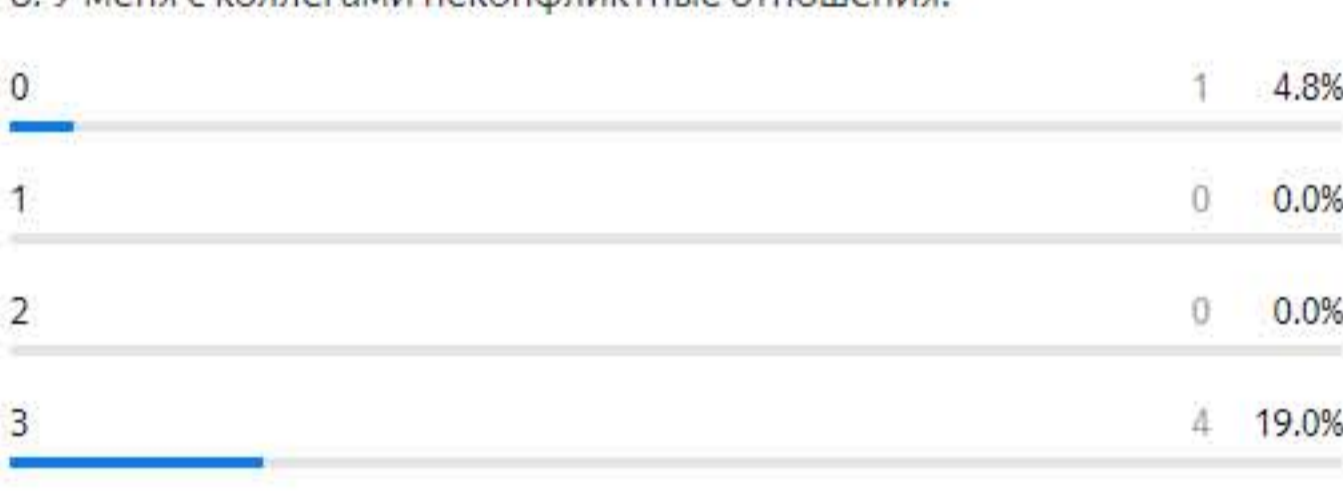 У меня с коллегами неконфликтные отношения.
0 1 4.8%
1 0 0.0%
2 0 0.0%
3 4 19.0%